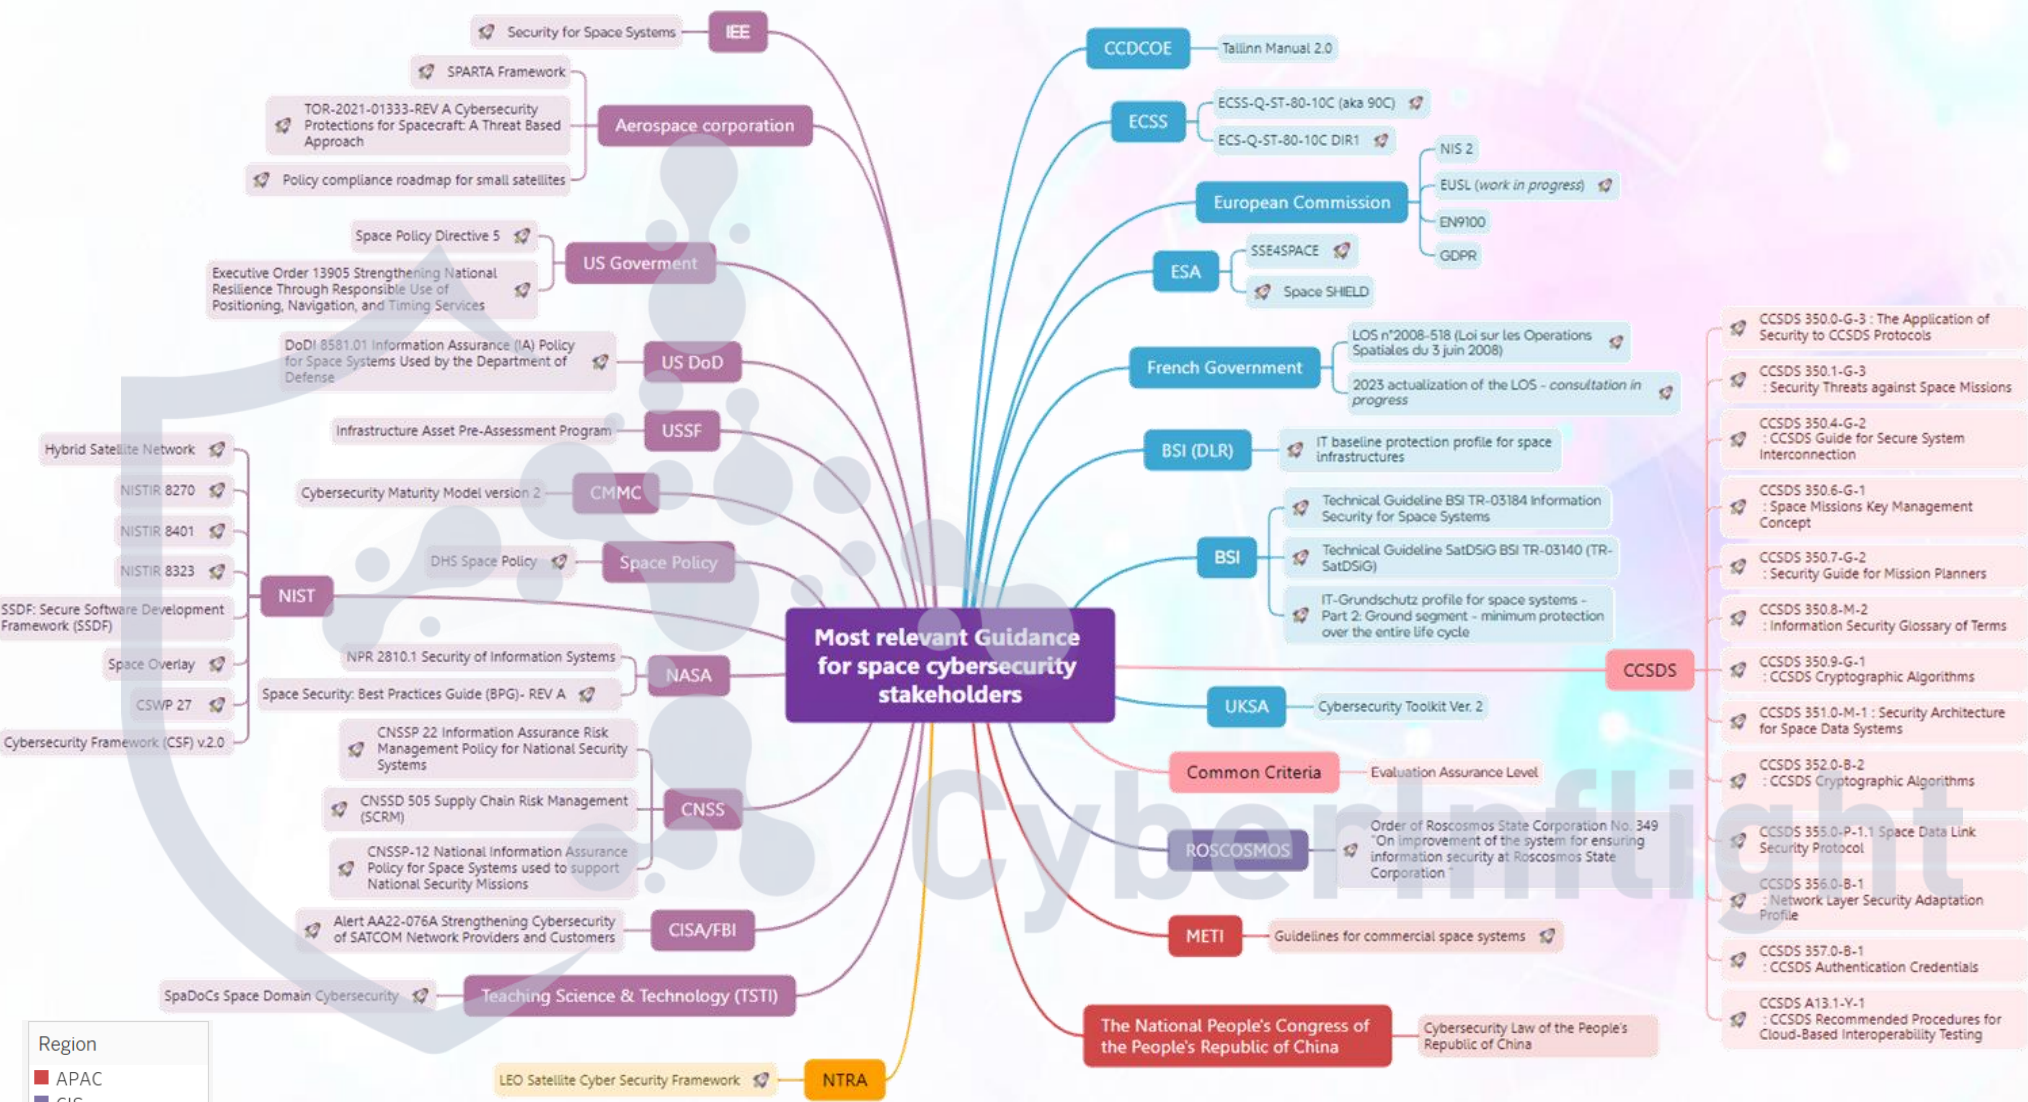 IEE
Security for Space Systems
Aerospace corporation
SPARTA Framework
TOR-2021-01333-REV A Cybersecurity
Protections for Spacecraft: A Threat Based
Approach
Policy compliance roadmap for small satellites
US Goverment
Space Policy Directive 5
Executive Order 13905 Strengthening National
Resilience Through Responsible Use of
Positioning, Navigation, and Timing Services
US DoD
DoDI 8581.01 Information Assurance (IA) Policy
for Space Systems Used by the Department of
Defense
USSF
Infrastructure Asset Pre-Assessment Program
CMMC
Cybersecurity Maturity Model version 2
Space Policy
DHS Space Policy
NIST
Hybrid Satellite Network
NISTIR 8270
NISTIR 8401
NISTIR 8323
SSDF: Secure Software Development
Framework (SSDF)
Space Overlay
CSWP 27
Cybersecurity Framework (CSF) v.2.0
NASA
NPR 2810.1 Security of Information Systems
Space Security: Best Practices Guide (BPG)- REV A
CNSS
CNSSP 22 Information Assurance Risk
Management Policy for National Security
Systems
CNSSD 505 Supply Chain Risk Management
(SCRM)
CNSSP-12 National Information Assurance
Policy for Space Systems used to support
National Security Missions
CISA/FBI
Alert AA22-076A Strengthening Cybersecurity
of SATCOM Network Providers and Customers
Teaching Science & Technology (TSTI)
SpaDoCs Space Domain Cybersecurity
NTRA
LEO Satellite Cyber Security Framework
Region
APAC
CIS
Most relevant Guidance
for space cybersecurity
stakeholders
CCDCOE
Tallinn Manual 2.0
ECSS
ECSS-Q-ST-80-10C (aka 90C)
ECS-Q-ST-80-10C DIR1
European Commission
NIS 2
EUSL (work in progress)
EN9100
GDPR
ESA
SSE4SPACE
Space SHIELD
French Government
LOS n°2008-518 (Loi sur les Operations
Spatiales du 3 juin 2008)
2023 actualization of the LOS - consultation in
progress
BSI (DLR)
IT baseline protection profile for space
infrastructures
BSI
Technical Guideline BSI TR-03184 Information
Security for Space Systems
Technical Guideline SatDSiG BSI TR-03140 (TR-
SatDSiG)
IT-Grundschutz profile for space systems -
Part 2: Ground segment - minimum protection
over the entire life cycle
CCSDS
CCSDS 350.0-G-3 : The Application of
Security to CCSDS Protocols
CCSDS 350.1-G-3
: Security Threats against Space Missions
CCSDS 350.4-G-2
: CCSDS Guide for Secure System
Interconnection
CCSDS 350.6-G-1
: Space Missions Key Management
Concept
CCSDS 350.7-G-2
: Security Guide for Mission Planners
CCSDS 350.8-M-2
: Information Security Glossary of Terms
CCSDS 350.9-G-1
: CCSDS Cryptographic Algorithms
CCSDS 351.0-M-1 : Security Architecture
for Space Data Systems
CCSDS 352.0-B-2
: CCSDS Cryptographic Algorithms
CCSDS 355.0-P-1.1 Space Data Link
Security Protocol
CCSDS 356.0-B-1
: Network Layer Security Adaptation
Profile
CCSDS 357.0-B-1
: CCSDS Authentication Credentials
CCSDS A13.1-Y-1
: CCSDS Recommended Procedures for
Cloud-Based Interoperability Testing
UKSA
Cybersecurity Toolkit Ver. 2
Common Criteria
Evaluation Assurance Level
ROSCOSMOS
Order of Roscosmos State Corporation No. 349
"On improvement of the system for ensuring
information security at Roscosmos State
Corporation "
METI
Guidelines for commercial space systems
The National People's Congress of
the People's Republic of China
Cybersecurity Law of the People's
Republic of China
CyberInflight